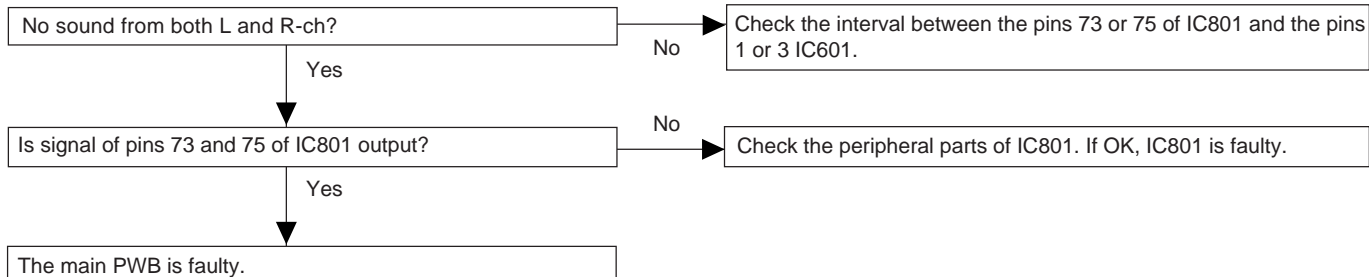 No sound from both L and R-ch?
No
Check the interval between the pins 73 or 75 of IC801 and the pins
1 or 3 IC601.
Yes
Is signal of pins 73 and 75 of IC801 output?
No
Check the peripheral parts of IC801. If OK, IC801 is faulty.
Yes
The main PWB is faulty.